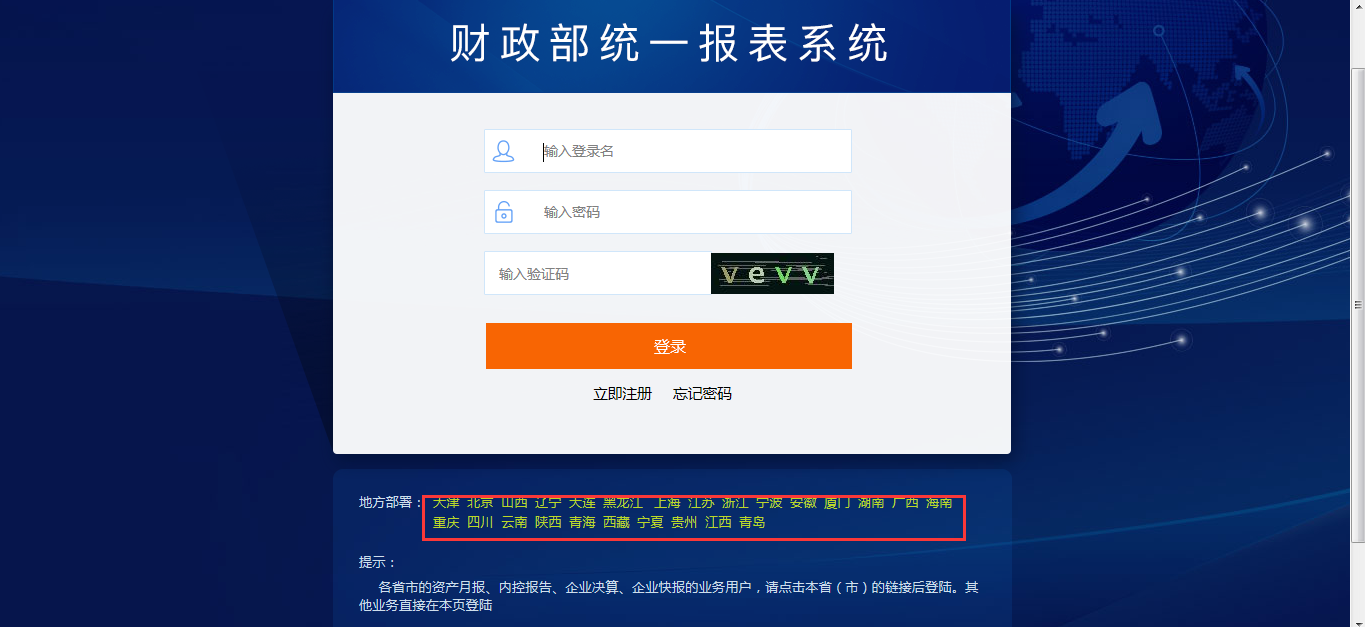 财政部统一报表系统
输入登录名
输入密码
输入验证码 vevv
登录
立即注册 忘记密码
地方部署： 天津 北京 山西 辽宁 大连 黑龙江 上海 江苏 浙江 宁波 安徽 厦门 湖南 广西 海南
重庆 四川 云南 陕西 青海 西藏 宁夏 贵州 江西 青岛
提示：
各省市的资产月报、内控报告、企业决算、企业快报的业务用户，请点击本省（市）的链接后登陆。其
他业务直接在本页登陆